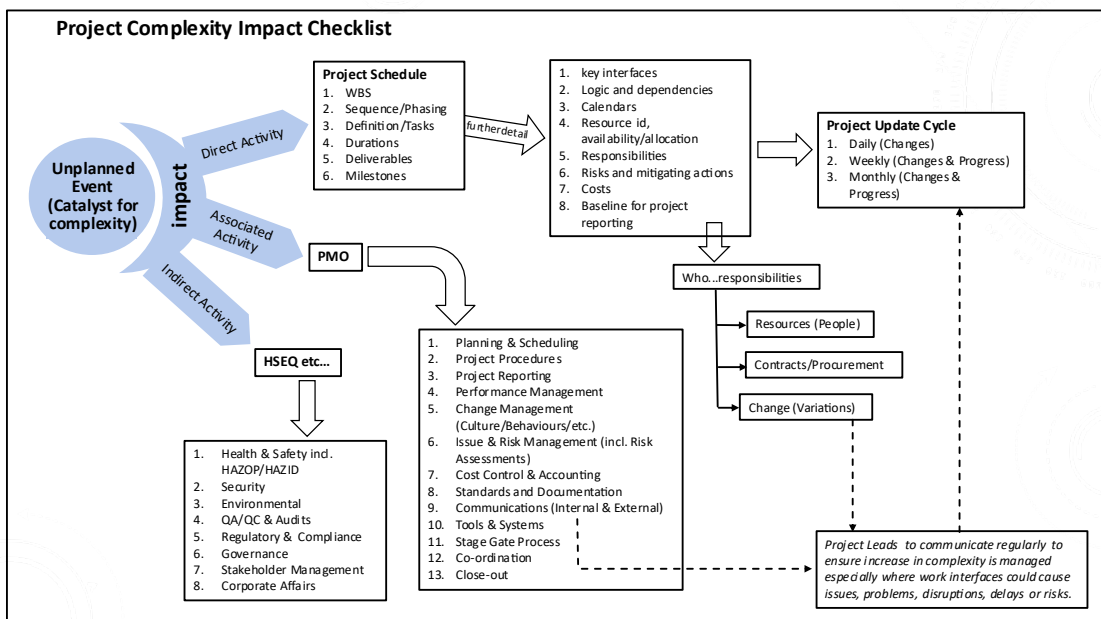 Project Complexity Impact Checklist
Unplanned
Event
(Catalyst for
complexity)
impact
Direct Activity
Associated
Activity
Indirect Activity
Project Schedule
1. WBS
2. Sequence/Phasing
3. Definition/Tasks
4. Durations
5. Deliverables
6. Milestones
furtherdetail
1. key interfaces
2. Logic and dependencies
3. Calendars
4. Resource id,
availability/allocation
5. Responsibilities
6. Risks and mitigating actions
7. Costs
8. Baseline for project
reporting
Project Update Cycle
1. Daily (Changes)
2. Weekly (Changes & Progress)
3. Monthly (Changes &
Progress)
PMO
Who...responsibilities
Resources (People)
Contracts/Procurement
Change (Variations)
HSEQ etc...
1. Planning & Scheduling
2. Project Procedures
3. Project Reporting
4. Performance Management
5. Change Management
(Culture/Behaviours/etc.)
6. Issue & Risk Management (incl. Risk
Assessments)
7. Cost Control & Accounting
8. Standards and Documentation
9. Communications (Internal & External)
10. Tools & Systems
11. Stage Gate Process
12. Co-ordination
13. Close-out
1. Health & Safety incl.
HAZOP/HAZID
2. Security
3. Environmental
4. QA/QC & Audits
5. Regulatory & Compliance
6. Governance
7. Stakeholder Management
8. Corporate Affairs
Project Leads to communicate regularly to
ensure increase in complexity is managed
especially where work interfaces could cause
issues, problems, disruptions, delays or risks.